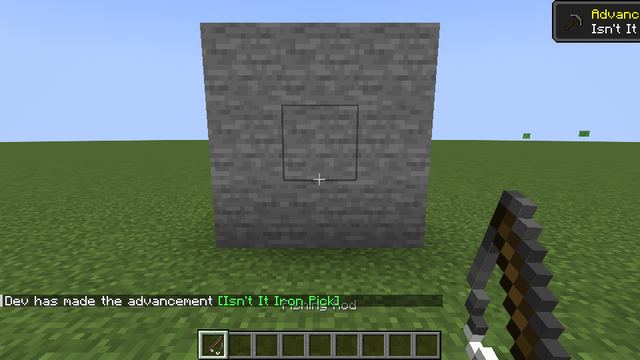 Advanc
Isn't It
Dev has made the advancement [Isn't It Iron Pick]
Fishing Rod